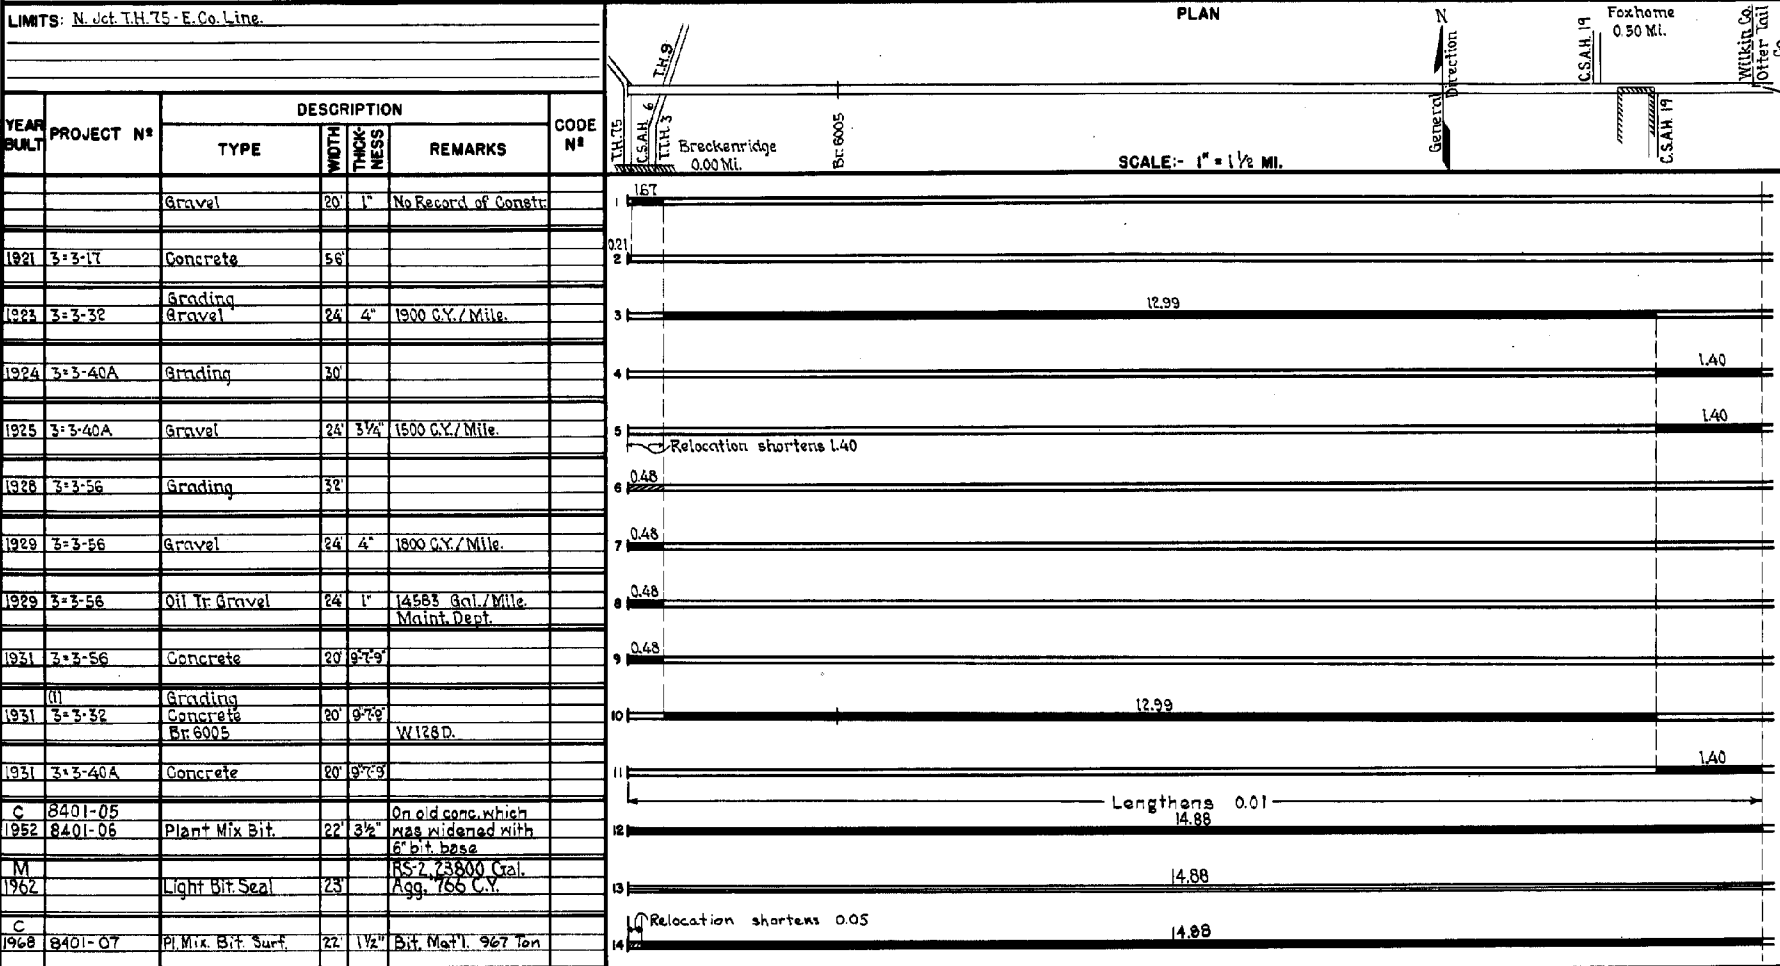 LIMITS: N. Jct. T.H. 75 - E. Co. Line.
PLAN
N
General Direction
T.H. 75
C.S.A.H. 6
T.T.H. 3
T.H. 9
Breckenridge
0.00 Mi.
Br. 6005
SCALE:- 1" = 1 1/2 MI.
C.S.A.H. 19
Foxhome
0.50 Mi.
C.S.A.H. 19
Wilkin Co.
Otter Tail Co.
YEAR BUILT PROJECT Nº DESCRIPTION CODE Nº
TYPE WIDTH THICK-NESS REMARKS
Gravel 20' 1" No Record of Constr.
1 1.67
1921 3=3-17 Concrete 56'
2 0.21
Grading
1923 3=3-32 Gravel 24' 4" 1900 C.Y./Mile.
3 12.99
1924 3=3-40A Grading 30'
4 1.40
1925 3=3-40A Gravel 24' 3 1/4" 1500 C.Y./Mile.
5 1.40
Relocation shortens 1.40
1928 3=3-56 Grading 32'
6 0.48
1929 3=3-56 Gravel 24' 4" 1800 C.Y./Mile.
7 0.48
1929 3=3-56 Oil Tr. Gravel 24' 1" 14583 Gal./Mile.
Maint. Dept.
8 0.48
1931 3=3-56 Concrete 20' 9-7-9"
9 0.48
(1) Grading
1931 3=3-32 Concrete 20' 9-7-9"
Br. 6005 W128D.
10 12.99
1931 3=3-40A Concrete 20' 9-7-9"
11 1.40
Lengthens 0.01
C 8401-05 On old conc. which
1952 8401-06 Plant Mix Bit. 22' 3 1/2" was widened with
6" bit. base
12 14.88
M RS-2, 23800 Gal.
1962 Light Bit. Seal 23' Agg. 766 C.Y.
13 14.88
Relocation shortens 0.05
C
1968 8401-07 Pl. Mix. Bit. Surf. 22' 1 1/2" Bit. Mat'l. 967 Ton
14 14.88